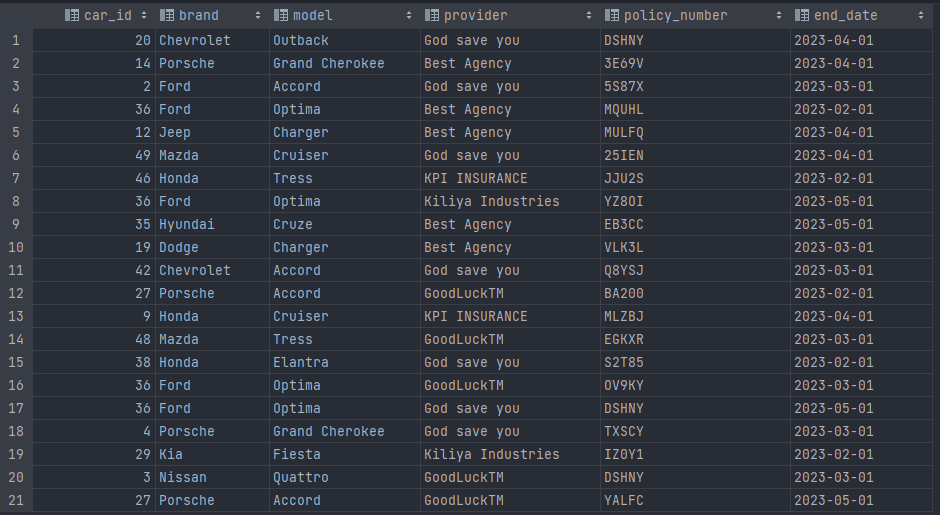 car_id brand model provider policy_number end_date
1 20 Chevrolet Outback God save you DSHNY 2023-04-01
2 14 Porsche Grand Cherokee Best Agency 3E69V 2023-04-01
3 2 Ford Accord God save you 5S87X 2023-03-01
4 36 Ford Optima Best Agency MQUHL 2023-02-01
5 12 Jeep Charger Best Agency MULFQ 2023-04-01
6 49 Mazda Cruiser God save you 25IEN 2023-04-01
7 46 Honda Tress KPI INSURANCE JJU2S 2023-02-01
8 36 Ford Optima Kiliya Industries YZ8OI 2023-05-01
9 35 Hyundai Cruze Best Agency EB3CC 2023-05-01
10 19 Dodge Charger Best Agency VLK3L 2023-03-01
11 42 Chevrolet Accord God save you Q8YSJ 2023-03-01
12 27 Porsche Accord GoodLuckTM BA200 2023-02-01
13 9 Honda Cruiser KPI INSURANCE MLZBJ 2023-04-01
14 48 Mazda Tress GoodLuckTM EGKXR 2023-03-01
15 38 Honda Elantra God save you S2T85 2023-02-01
16 36 Ford Optima GoodLuckTM OV9KY 2023-03-01
17 36 Ford Optima God save you DSHNY 2023-05-01
18 4 Porsche Grand Cherokee God save you TXSCY 2023-03-01
19 29 Kia Fiesta Kiliya Industries IZ0Y1 2023-02-01
20 3 Nissan Quattro GoodLuckTM DSHNY 2023-03-01
21 27 Porsche Accord GoodLuckTM YALFC 2023-05-01